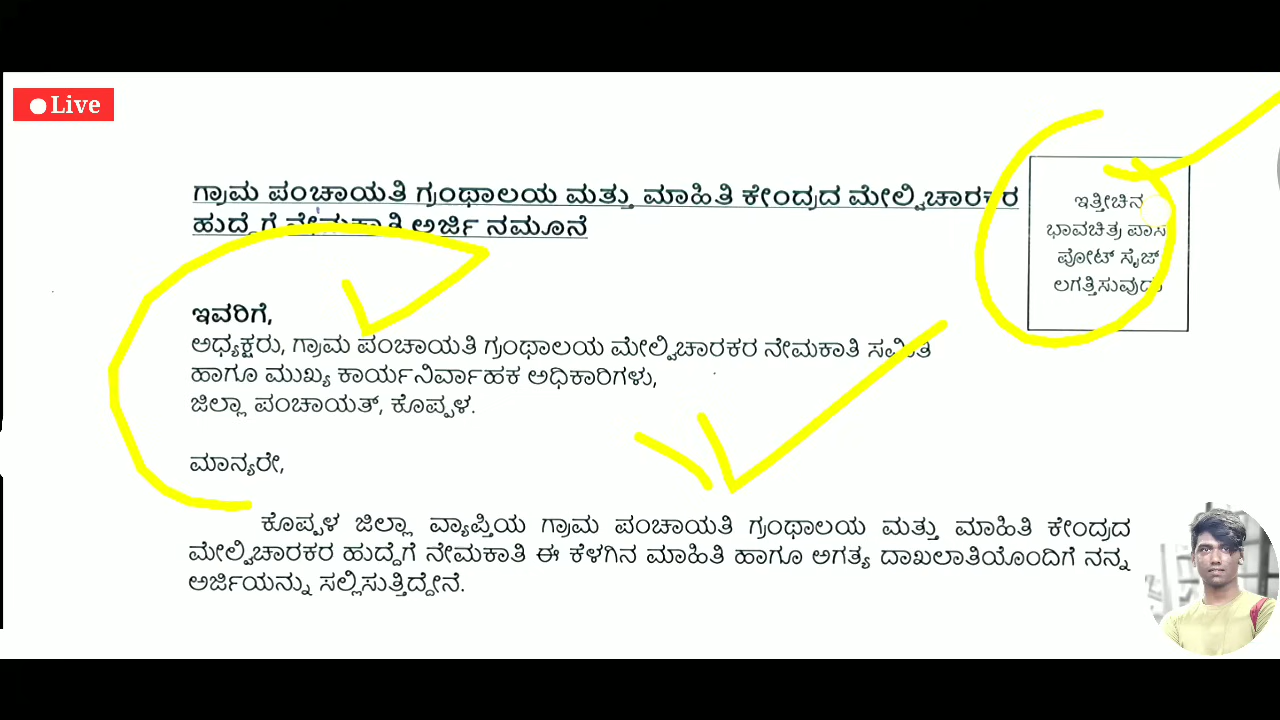 Live
ಗ್ರಾಮ ಪಂಚಾಯತಿ ಗ್ರಂಥಾಲಯ ಮತ್ತು ಮಾಹಿತಿ ಕೇಂದ್ರದ ಮೇಲ್ವಿಚಾರಕರ
ಹುದ್ದೆಗೆ ನೇಮಕಾತಿ ಅರ್ಜಿ ನಮೂನೆ
ಇತ್ತೀಚಿನ
ಭಾವಚಿತ್ರ ಪಾಸ
ಪೋರ್ಟ್ ಸೈಜ್
ಲಗತ್ತಿಸುವುದು
ಇವರಿಗೆ,
ಅಧ್ಯಕ್ಷರು, ಗ್ರಾಮ ಪಂಚಾಯತಿ ಗ್ರಂಥಾಲಯ ಮೇಲ್ವಿಚಾರಕರ ನೇಮಕಾತಿ ಸಮಿತಿ
ಹಾಗೂ ಮುಖ್ಯ ಕಾರ್ಯನಿರ್ವಾಹಕ ಅಧಿಕಾರಿಗಳು,
ಜಿಲ್ಲಾ ಪಂಚಾಯತ್, ಕೊಪ್ಪಳ.
ಮಾನ್ಯರೇ,
ಕೊಪ್ಪಳ ಜಿಲ್ಲಾ ವ್ಯಾಪ್ತಿಯ ಗ್ರಾಮ ಪಂಚಾಯತಿ ಗ್ರಂಥಾಲಯ ಮತ್ತು ಮಾಹಿತಿ ಕೇಂದ್ರದ
ಮೇಲ್ವಿಚಾರಕರ ಹುದ್ದೆಗೆ ನೇಮಕಾತಿ ಈ ಕೆಳಗಿನ ಮಾಹಿತಿ ಹಾಗೂ ಅಗತ್ಯ ದಾಖಲಾತಿಯೊಂದಿಗೆ ನನ್ನ
ಅರ್ಜಿಯನ್ನು ಸಲ್ಲಿಸುತ್ತಿದ್ದೇನೆ.